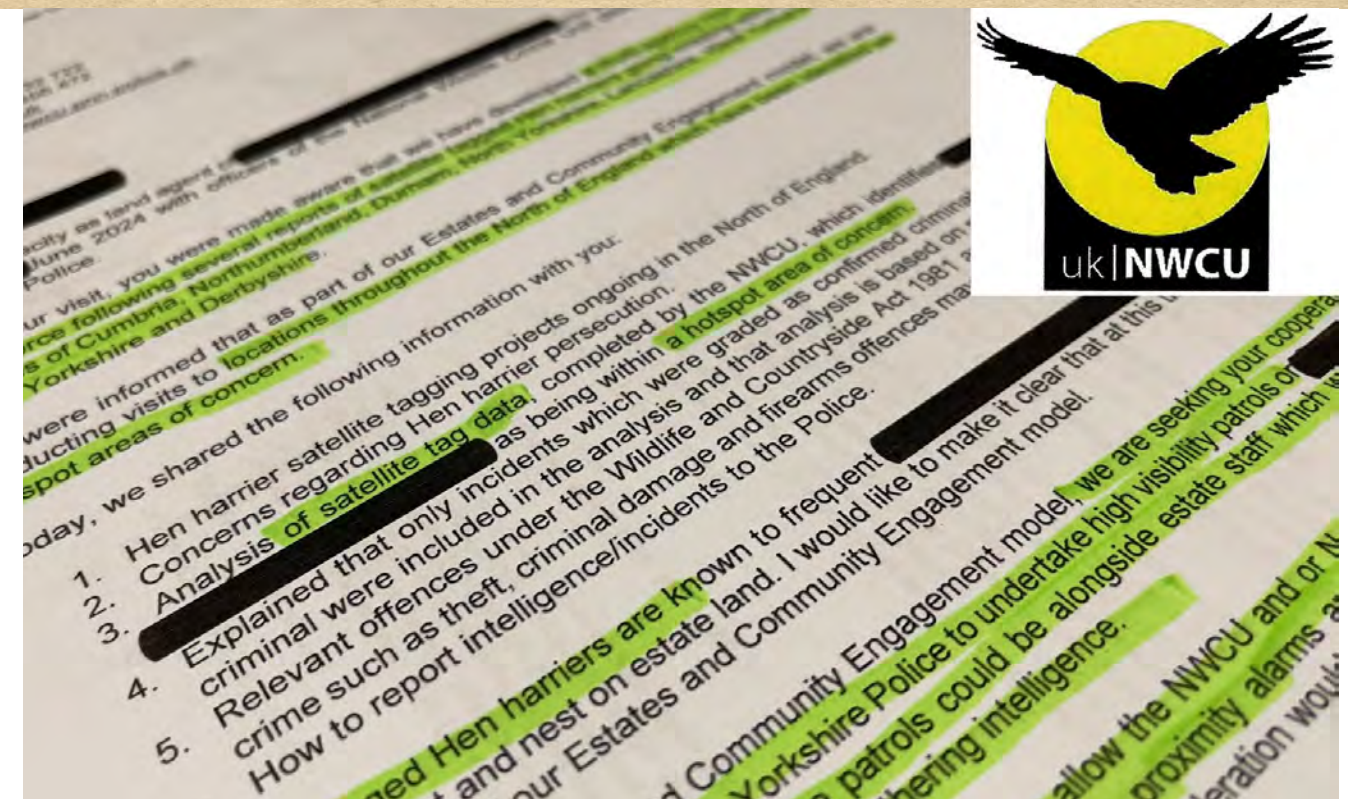 acity as land agent of
June 2024 with officers of the National Wildlife Crime Unit
Police.
ur visit, you were made aware that we have developed
rce following several reports of
s of Cumbria, Northumberland, Durham, North Yorkshire, Lancashire,
Yorkshire and Derbyshire.
were informed that as part of our Estates and Community Engagement model, we are
ducting visits to locations throughout the North of England which have been
spot areas of concern.
oday, we shared the following information with you:
1. Hen harrier satellite tagging projects ongoing in the North of England.
2. Concerns regarding Hen harrier persecution.
3. Analysis of satellite tag data, completed by the NWCU, which identified
as being within a hotspot area of concern.
4. Explained that only incidents which were graded as confirmed criminal
criminal were included in the analysis and that analysis is based on
5. Relevant offences under the Wildlife and Countryside Act 1981
crime such as theft, criminal damage and firearms offences may
How to report intelligence/incidents to the Police.
ged Hen harriers are known to frequent
t and nest on estate land. I would like to make it clear that at this
our Estates and Community Engagement model.
d Community Engagement model, we are seeking your coopera
Yorkshire Police to undertake high visibility patrols on
patrols could be alongside estate staff which
thering intelligence.
allow the NWCU and or N
proximity alarms
eration would
uk|NWCU